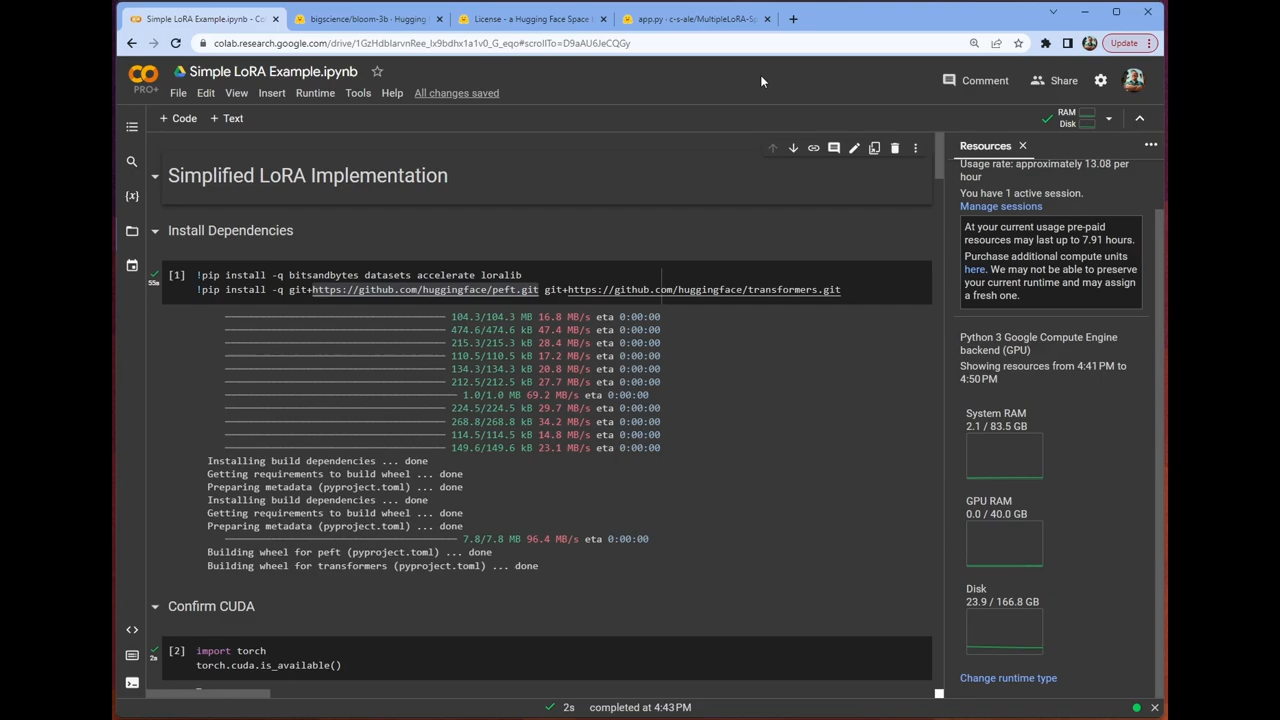 Simple LoRA Example.ipynb - Co
bigscience/bloom-3b · Hugging
License - a Hugging Face Space
app.py · c-s-ale/MultipleLoRA-Sp
Update
PRO+
Simple LoRA Example.ipynb
File Edit View Insert Runtime Tools Help All changes saved
Comment Share
+ Code + Text
RAM
Disk
Simplified LoRA Implementation
Install Dependencies
[1] !pip install -q bitsandbytes datasets accelerate loralib
!pip install -q git+https://github.com/huggingface/peft.git git+https://github.com/huggingface/transformers.git
55s
104.3/104.3 MB 16.8 MB/s eta 0:00:00
474.6/474.6 kB 47.4 MB/s eta 0:00:00
215.3/215.3 kB 28.4 MB/s eta 0:00:00
110.5/110.5 kB 17.2 MB/s eta 0:00:00
134.3/134.3 kB 20.8 MB/s eta 0:00:00
212.5/212.5 kB 27.7 MB/s eta 0:00:00
1.0/1.0 MB 69.2 MB/s eta 0:00:00
224.5/224.5 kB 29.7 MB/s eta 0:00:00
268.8/268.8 kB 34.2 MB/s eta 0:00:00
114.5/114.5 kB 14.8 MB/s eta 0:00:00
149.6/149.6 kB 23.1 MB/s eta 0:00:00
Installing build dependencies ... done
Getting requirements to build wheel ... done
Preparing metadata (pyproject.toml) ... done
Installing build dependencies ... done
Getting requirements to build wheel ... done
Preparing metadata (pyproject.toml) ... done
7.8/7.8 MB 96.4 MB/s eta 0:00:00
Building wheel for peft (pyproject.toml) ... done
Building wheel for transformers (pyproject.toml) ... done
Confirm CUDA
[2] import torch
2s
torch.cuda.is_available()
Resources
Usage rate: approximately 13.08 per
hour
You have 1 active session.
Manage sessions
At your current usage pre-paid
resources may last up to 7.91 hours.
Purchase additional compute units
here. We may not be able to preserve
your current runtime and may assign
a fresh one.
Python 3 Google Compute Engine
backend (GPU)
Showing resources from 4:41 PM to
4:50 PM
System RAM
2.1 / 83.5 GB
GPU RAM
0.0 / 40.0 GB
Disk
23.9 / 166.8 GB
Change runtime type
2s completed at 4:43 PM